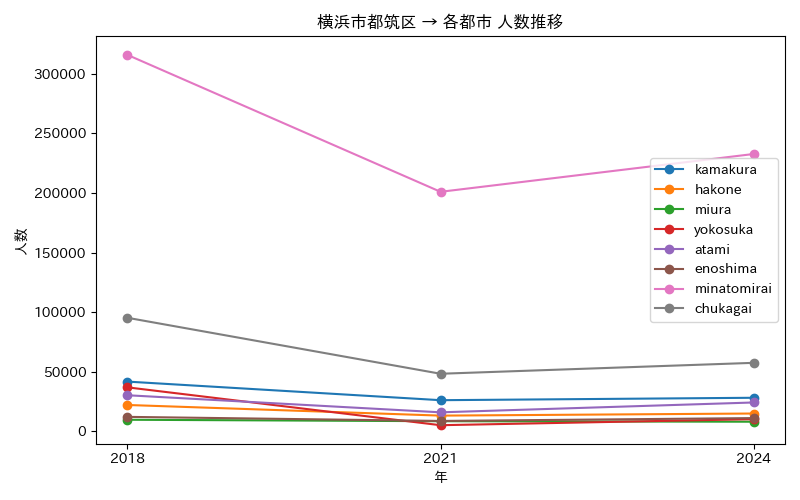 横浜市都筑区 → 各都市 人数推移
人数
300000
250000
200000
150000
100000
50000
0
2018
2021
2024
年
kamakura
hakone
miura
yokosuka
atami
enoshima
minatomirai
chukagai